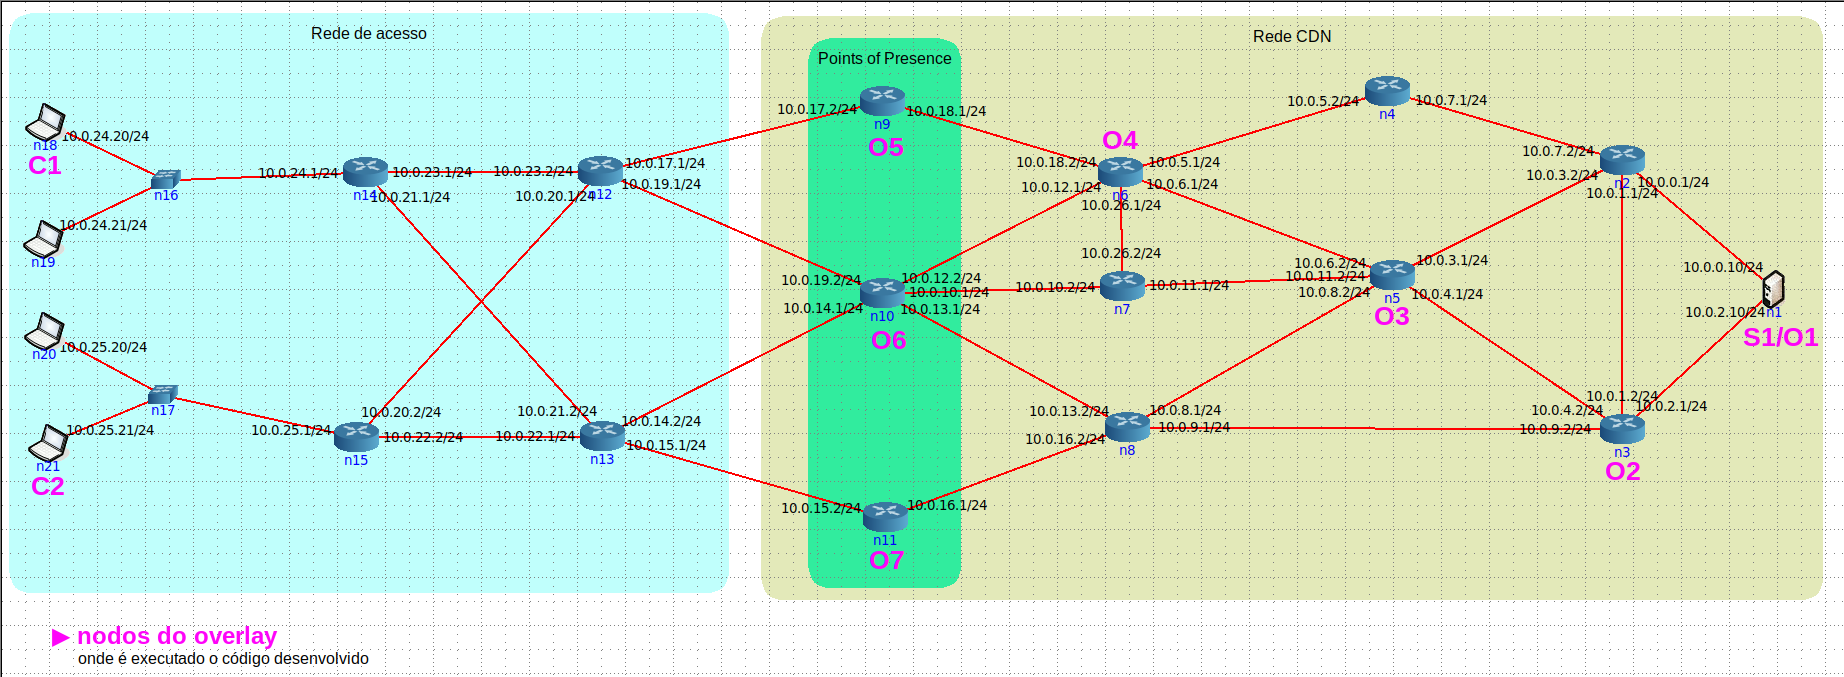 Rede de acesso
Rede CDN
Points of Presence
n18
C1
10.0.24.20/24
n16
10.0.24.21/24
n19
10.0.24.1/24
n14
10.0.23.1/24
10.0.21.1/24
10.0.23.2/24
10.0.20.1/24
n12
10.0.17.1/24
10.0.19.1/24
n20
10.0.25.20/24
n17
10.0.25.21/24
n21
C2
10.0.25.1/24
n15
10.0.20.2/24
10.0.22.2/24
10.0.21.2/24
10.0.22.1/24
n13
10.0.14.2/24
10.0.15.1/24
10.0.17.2/24
n9
O5
10.0.18.1/24
10.0.19.2/24
10.0.14.1/24
n10
O6
10.0.12.2/24
10.0.10.1/24
10.0.13.1/24
10.0.15.2/24
n11
O7
10.0.16.1/24
O4
10.0.18.2/24
10.0.12.1/24
n6
10.0.5.1/24
10.0.6.1/24
10.0.26.1/24
10.0.26.2/24
10.0.10.2/24
n7
10.0.11.1/24
10.0.13.2/24
10.0.16.2/24
n8
10.0.8.1/24
10.0.9.1/24
10.0.5.2/24
n4
10.0.7.1/24
10.0.6.2/24
10.0.11.2/24
10.0.8.2/24
n5
O3
10.0.3.1/24
10.0.4.1/24
10.0.7.2/24
10.0.3.2/24
n2
10.0.0.1/24
10.0.1.1/24
10.0.1.2/24
10.0.4.2/24
10.0.2.1/24
10.0.9.2/24
n3
O2
10.0.0.10/24
10.0.2.10/24
n1
S1/O1
nodos do overlay
onde é executado o código desenvolvido